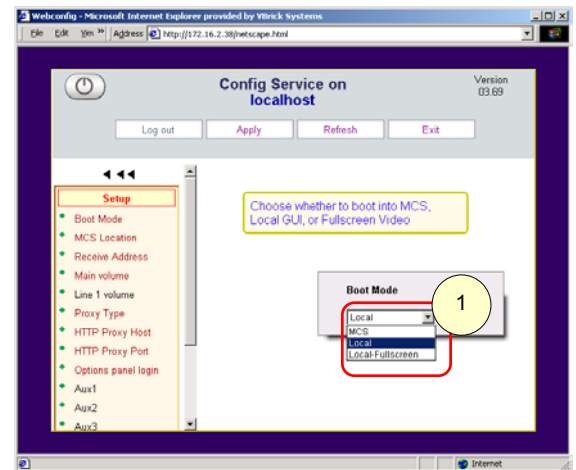 Webconfig - Microsoft Internet Explorer provided by VBrick Systems
File Edit View » Address http://172.16.2.38/netscape.html
Config Service on
localhost
Version
03.69
Log out Apply Refresh Exit
Setup
Boot Mode
MCS Location
Receive Address
Main volume
Line 1 volume
Proxy Type
HTTP Proxy Host
HTTP Proxy Port
Options panel login
Aux1
Aux2
Aux3
Choose whether to boot into MCS,
Local GUI, or Fullscreen Video
Boot Mode
1
Local
MCS
Local
Local-Fullscreen
Internet